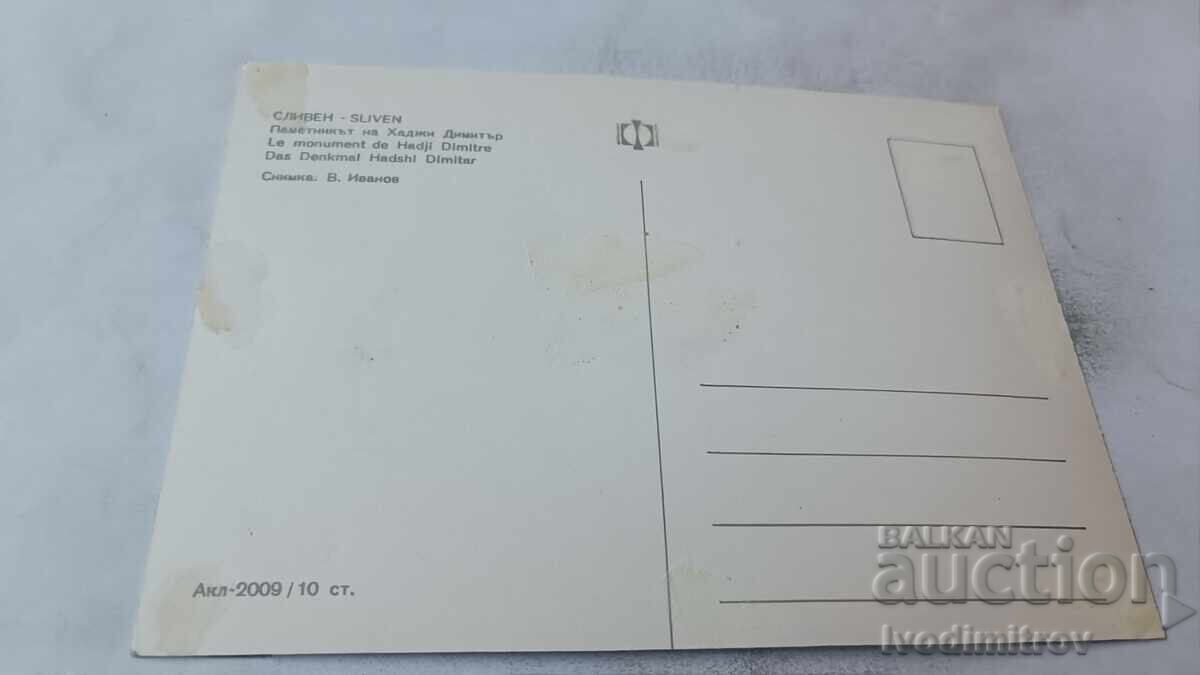 СЛИВЕН - SLIVEN
Паметникът на Хаджи Димитър
Le monument de Hadji Dimitre
Das Denkmal Hadshi Dimitar
Снимка. В. Иванов
Акл-2009 / 10 ст.
BALKAN
auction
Ivodimitrov